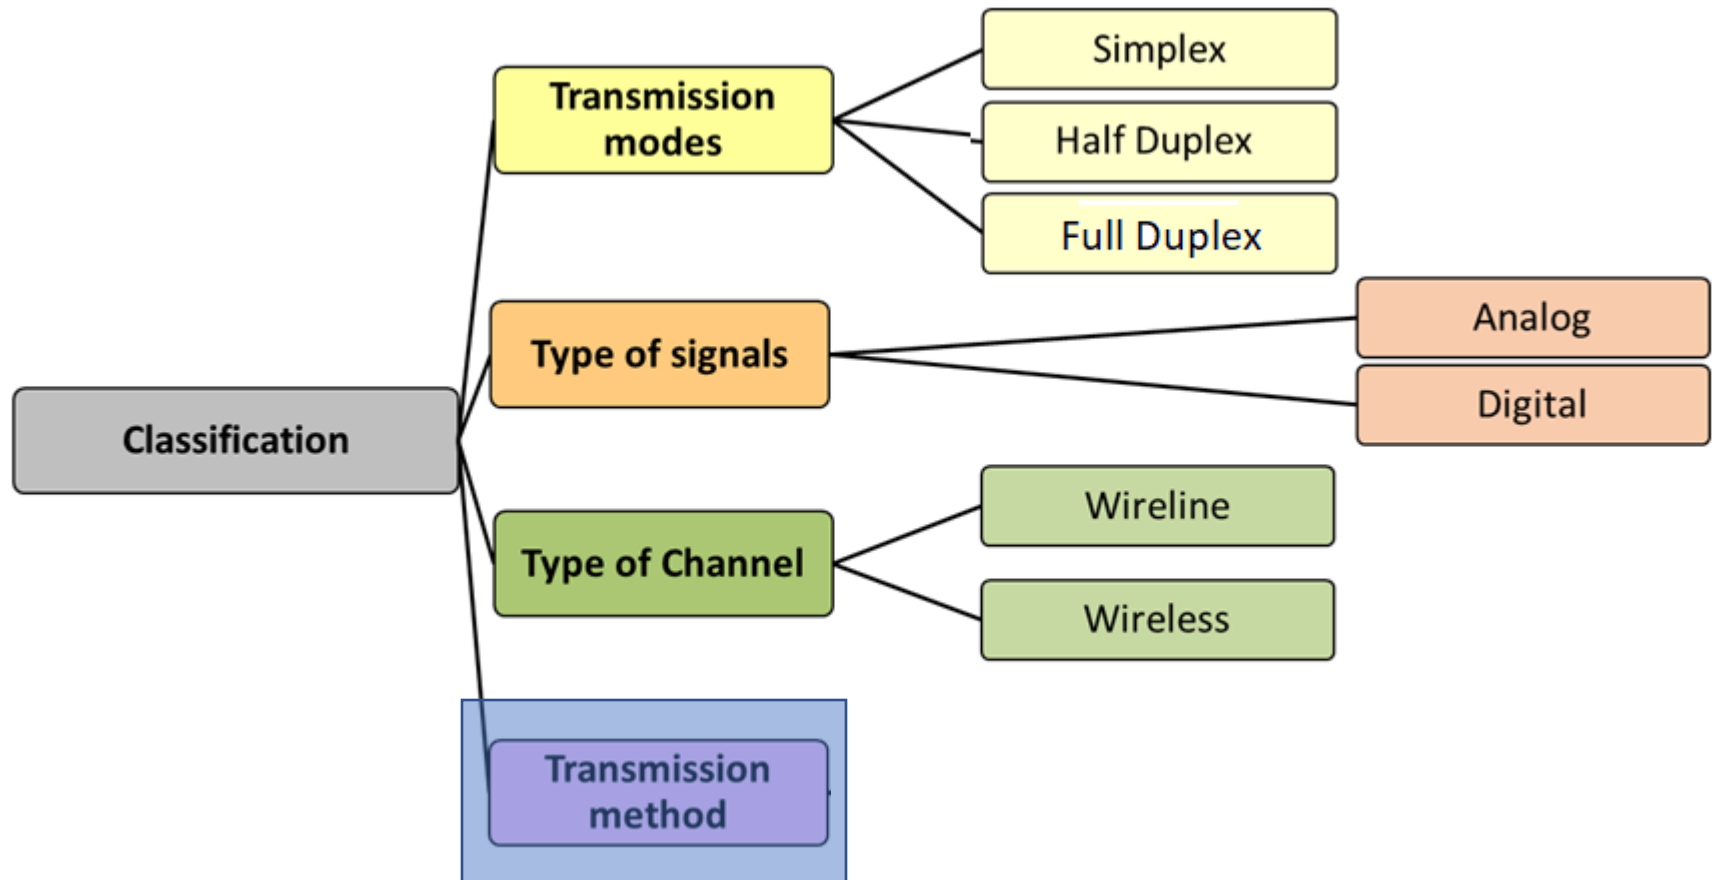 Classification
Transmission
modes
Simplex
Half Duplex
Full Duplex
Type of signals
Analog
Digital
Type of Channel
Wireline
Wireless
Transmission
method